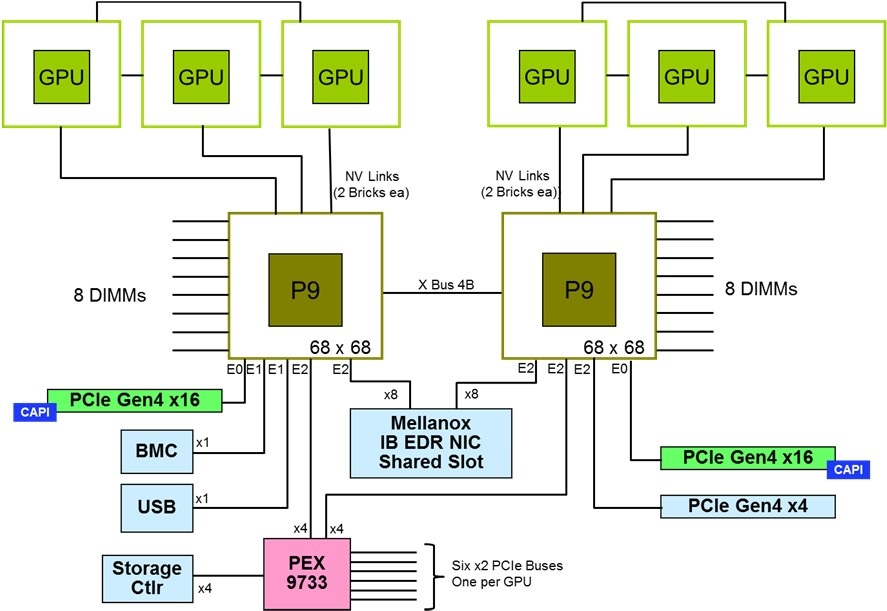 GPU
GPU
GPU
GPU
GPU
GPU
NV Links
(2 Bricks ea)
NV Links
(2 Bricks ea))
8 DIMMs
P9
X Bus 4B
P9
8 DIMMs
68 x 68
68 x 68
E0
E1
E1
E2
E2
E2
E2
E2
E0
PCIe Gen4 x16
CAPI
x8
x8
Mellanox
IB EDR NIC
Shared Slot
BMC
x1
PCIe Gen4 x16
CAPI
USB
x1
PCIe Gen4 x4
x4
x4
Storage
Ctlr
x4
PEX
9733
Six x2 PCIe Buses
One per GPU